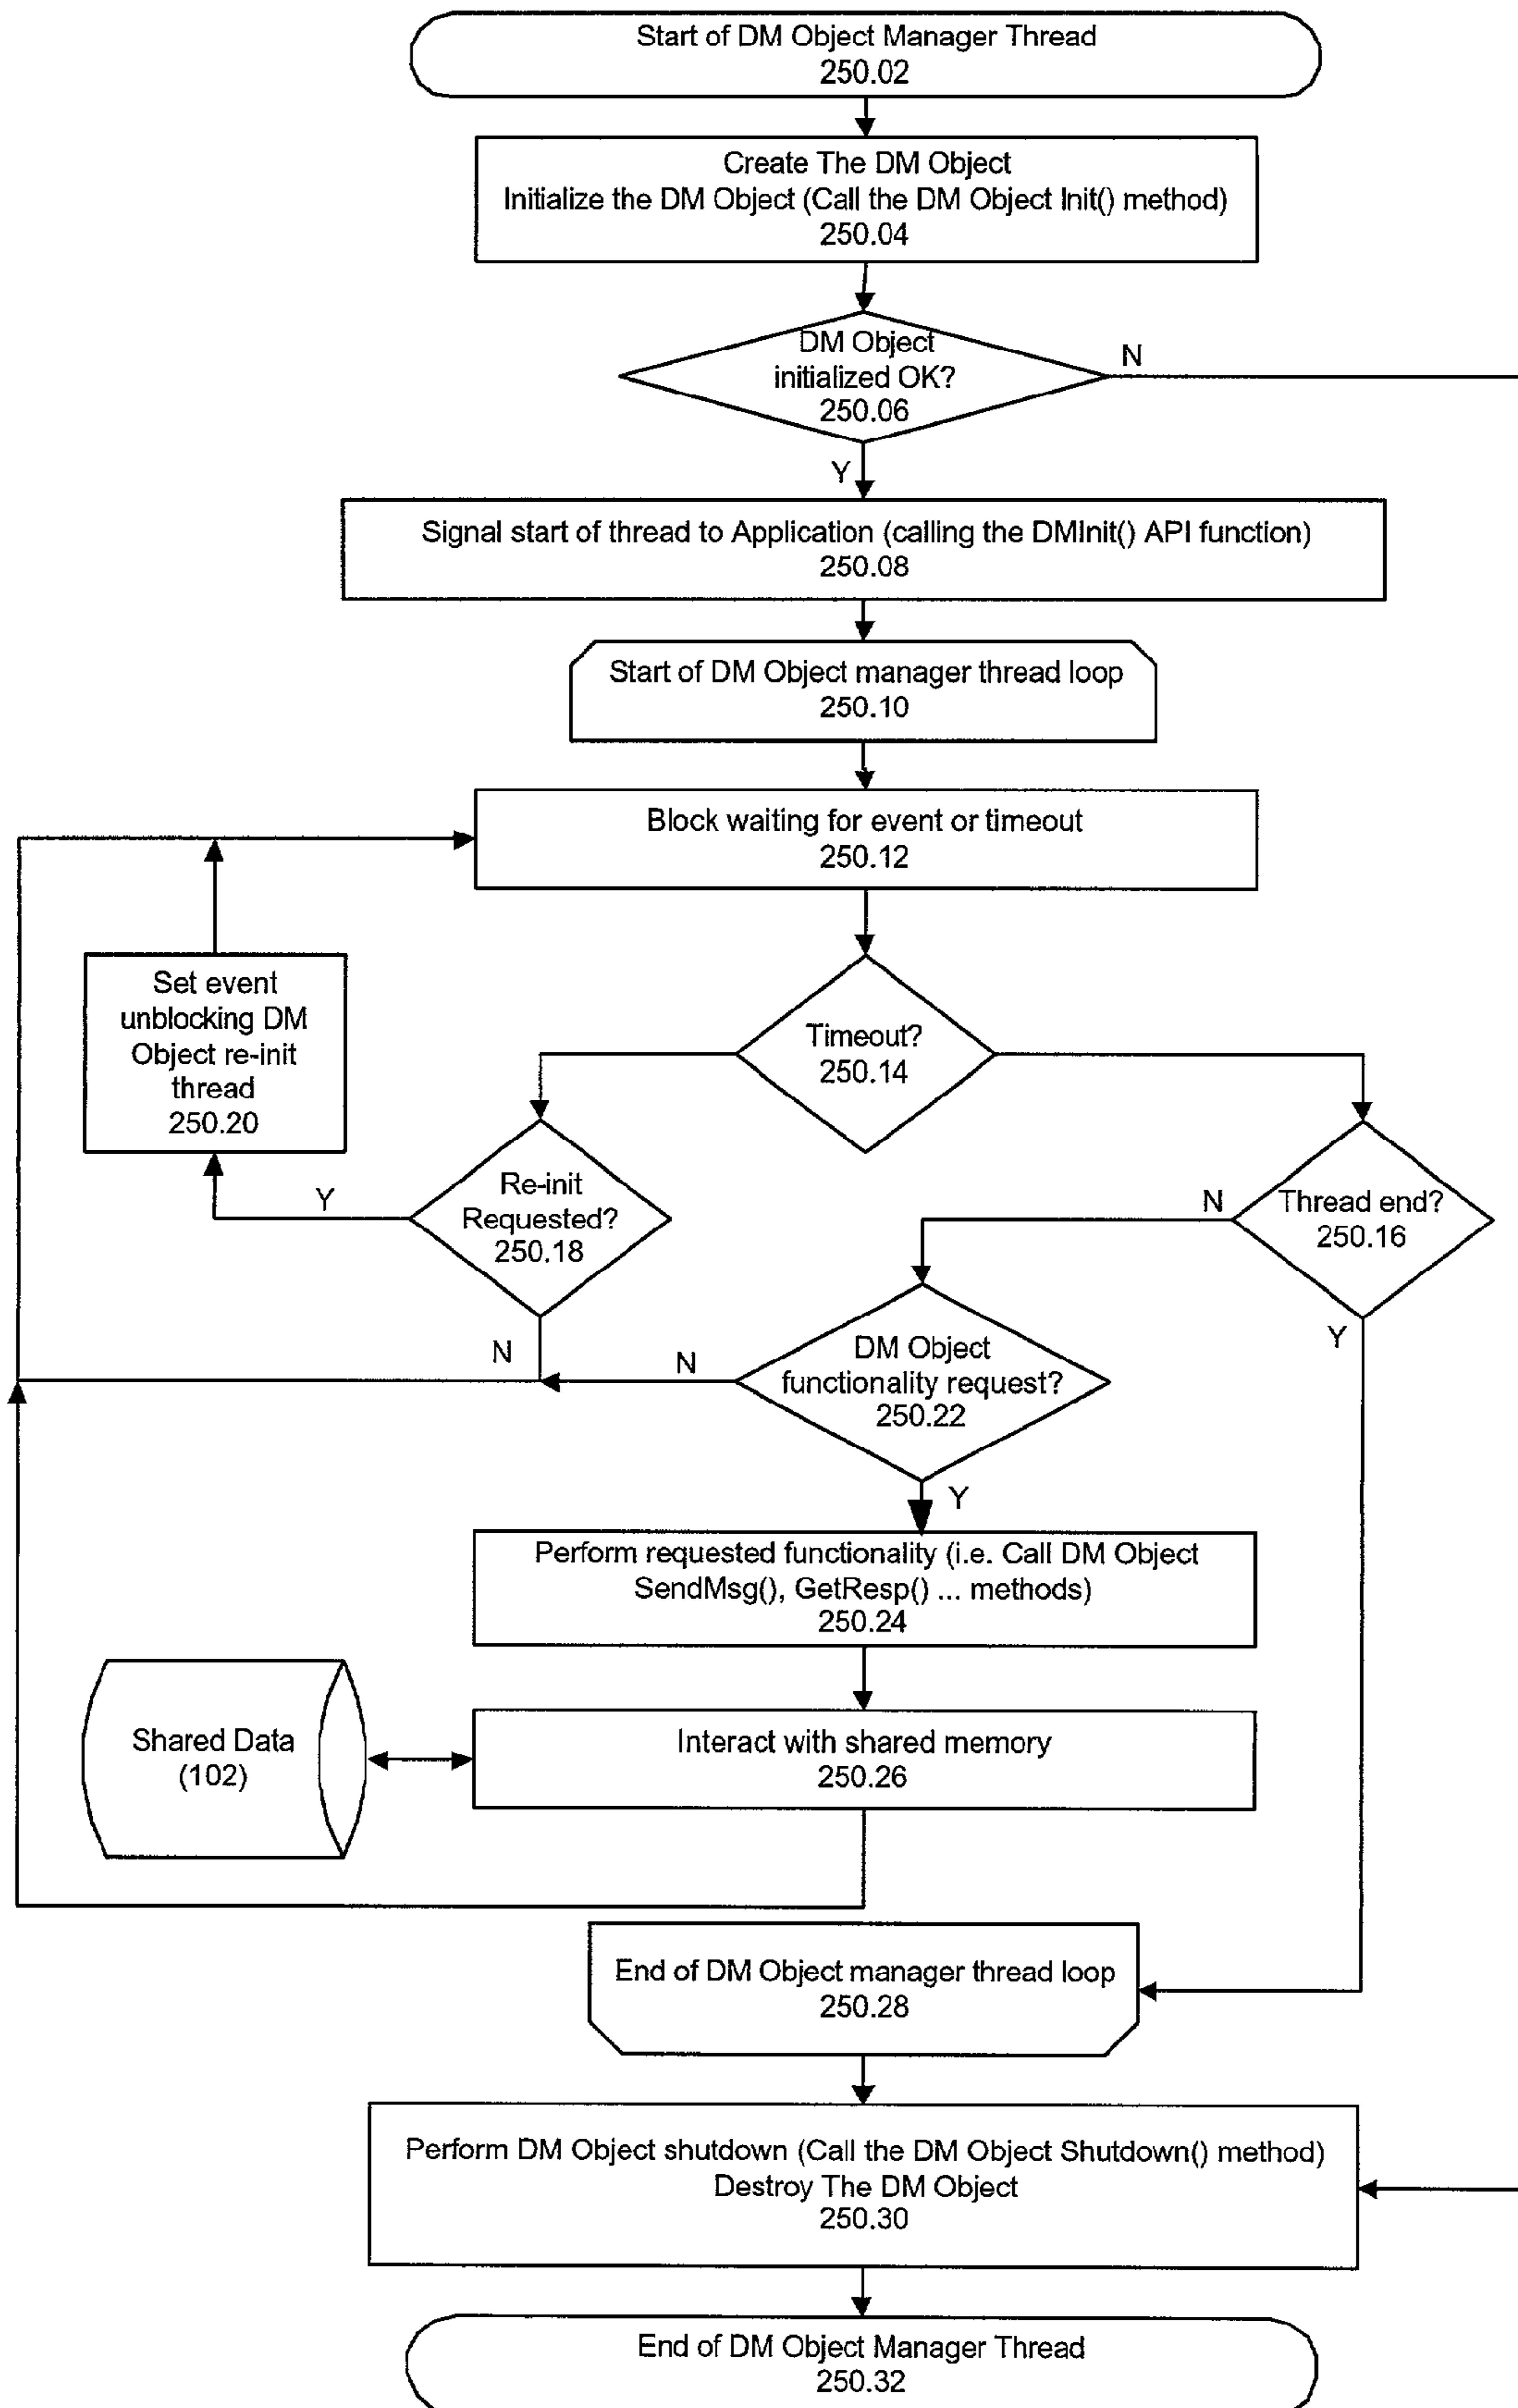 Start of DM Object Manager Thread
250.02
Create The DM Object
Initialize the DM Object (Call the DM Object Init() method)
250.04
DM Object
initialized OK?
250.06
N
Y
Signal start of thread to Application (calling the DMInit() API function)
250.08
Start of DM Object manager thread loop
250.10
Block waiting for event or timeout
250.12
Set event
unblocking DM
Object re-init
thread
250.20
Timeout?
250.14
Re-init
Requested?
250.18
Y
N
Thread end?
250.16
N
Y
DM Object
functionality request?
250.22
N
Y
Perform requested functionality (i.e. Call DM Object
SendMsg(), GetResp() ... methods)
250.24
Shared Data
(102)
Interact with shared memory
250.26
End of DM Object manager thread loop
250.28
Perform DM Object shutdown (Call the DM Object Shutdown() method)
Destroy The DM Object
250.30
End of DM Object Manager Thread
250.32